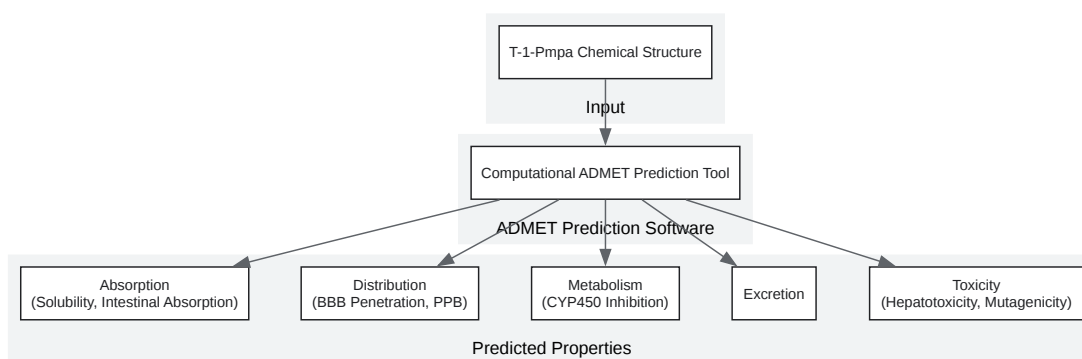 T-1-Pmpa Chemical Structure
Input
Computational ADMET Prediction Tool
ADMET Prediction Software
Absorption
(Solubility, Intestinal Absorption)
Distribution
(BBB Penetration, PPB)
Metabolism
(CYP450 Inhibition)
Excretion
Toxicity
(Hepatotoxicity, Mutagenicity)
Predicted Properties